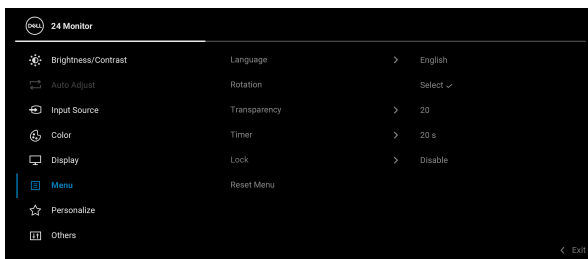 DELL 24 Monitor
Brightness/Contrast Language > English
Auto Adjust Rotation Select ✓
Input Source Transparency > 20
Color Timer > 20 s
Display Lock > Disable
Menu Reset Menu
Personalize
Others
< Exit